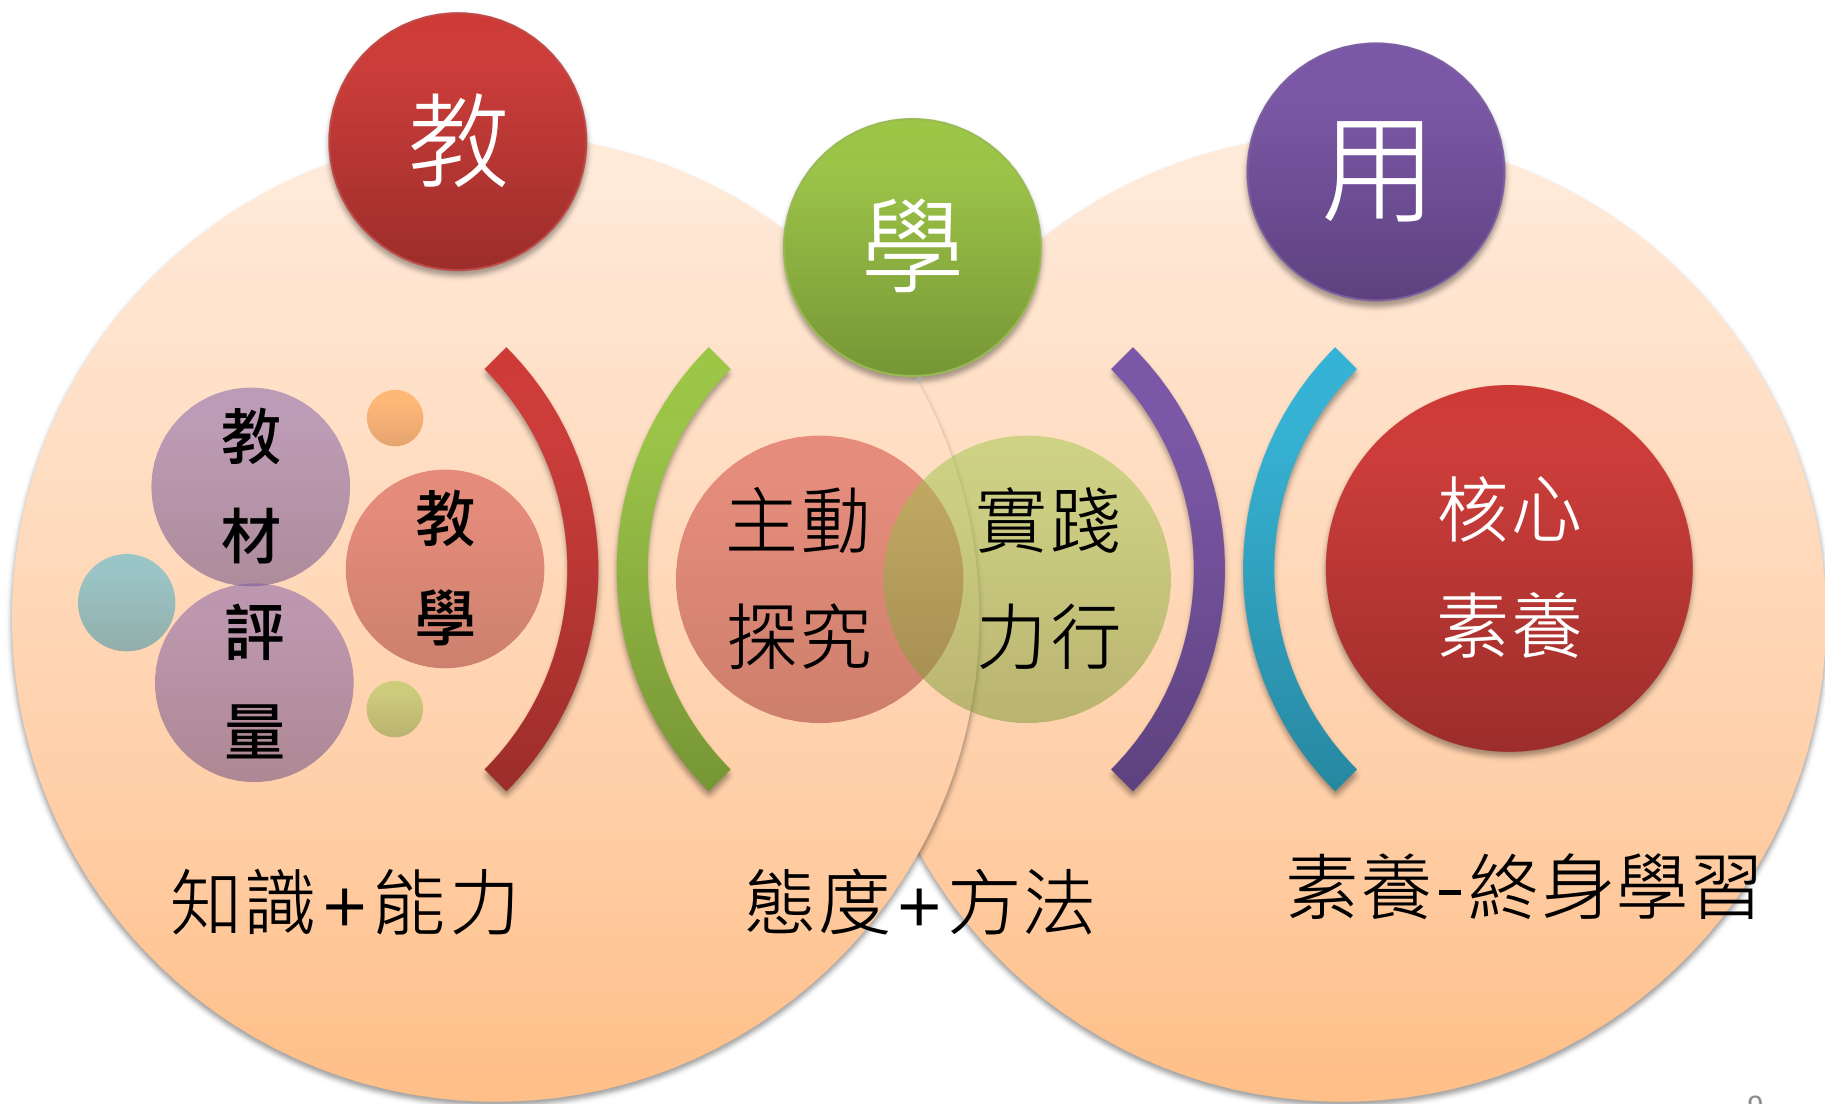 教
學
用
教
材
評
量
教
學
主動
探究
實踐
力行
核心
素養
知識+能力
態度+方法
素養-終身學習